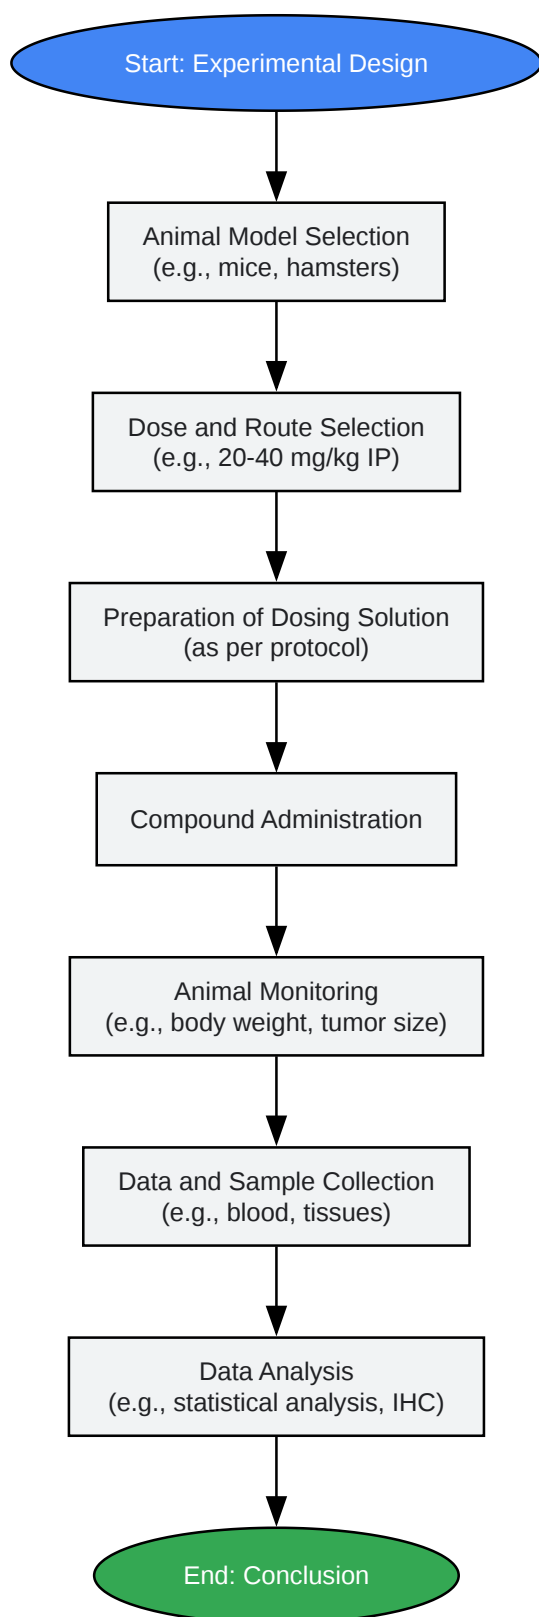 Start: Experimental Design
Animal Model Selection
(e.g., mice, hamsters)
Dose and Route Selection
(e.g., 20-40 mg/kg IP)
Preparation of Dosing Solution
(as per protocol)
Compound Administration
Animal Monitoring
(e.g., body weight, tumor size)
Data and Sample Collection
(e.g., blood, tissues)
Data Analysis
(e.g., statistical analysis, IHC)
End: Conclusion